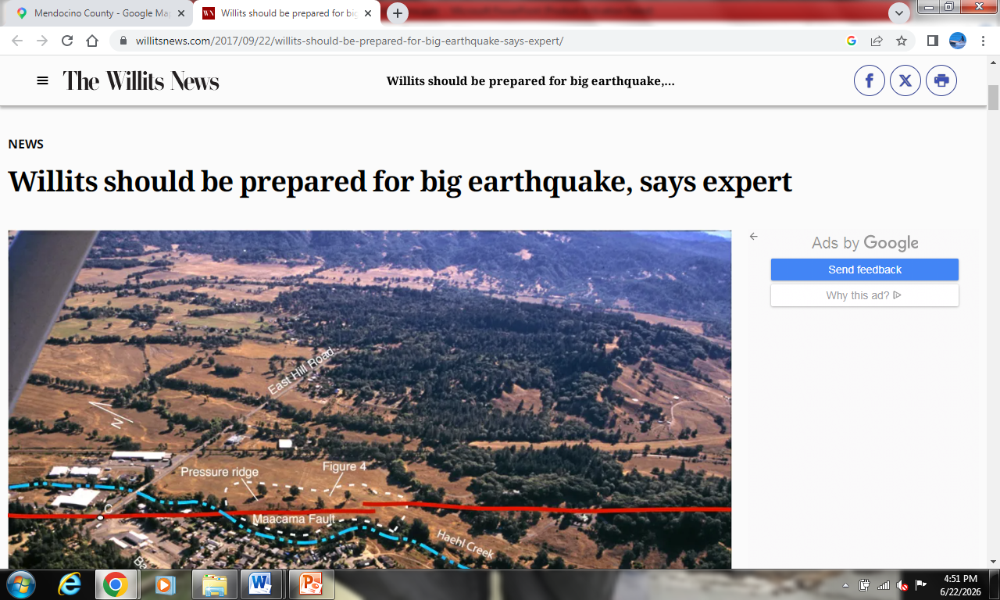 Mendocino County - Google Ma
Willits should be prepared for big
willitsnews.com/2017/09/22/willits-should-be-prepared-for-big-earthquake-says-expert/
The Willits News
Willits should be prepared for big earthquake,...
NEWS
Willits should be prepared for big earthquake, says expert
Ads by Google
Send feedback
Why this ad?
East Hill Road
N
Pressure ridge
Figure 4
C
Maacama Fault
Haehl Creek
Ba
4:51 PM
6/22/2026